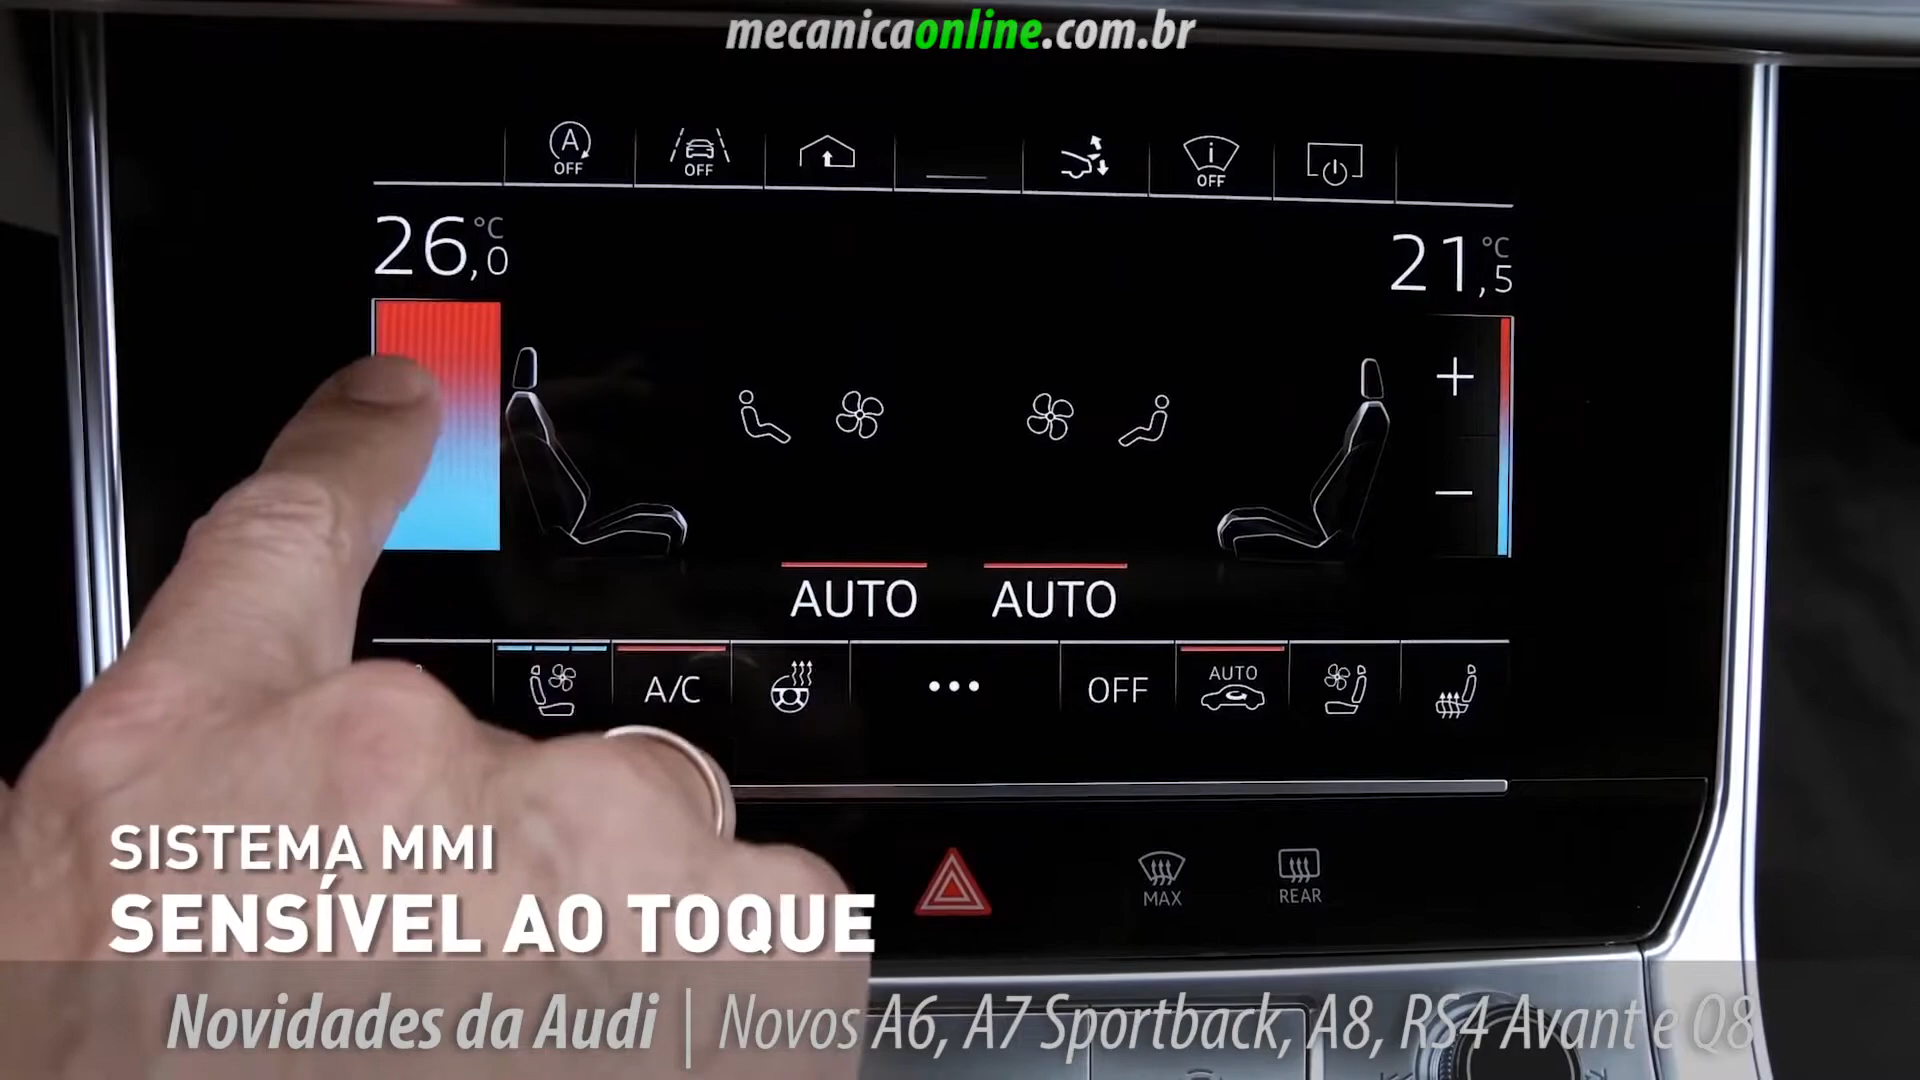 mecanicaonline.com.br
A
OFF
OFF
i
OFF
26,0 °C
21,5 °C
+
−
AUTO AUTO
A/C
•••
OFF
AUTO
MAX
REAR
SISTEMA MMI
SENSÍVEL AO TOQUE
Novidades da Audi | Novos A6, A7 Sportback, A8, RS4 Avant e Q8